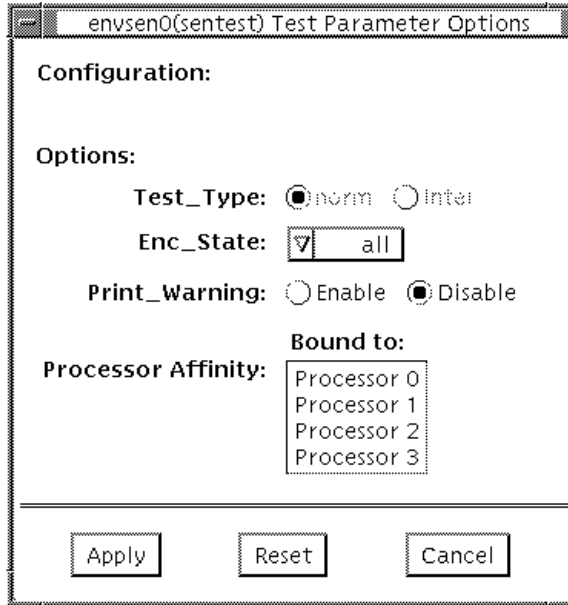 envsen0(sentest) Test Parameter Options
Configuration:
Options:
Test_Type: norm inter
Enc_State: all
Print_Warning: Enable Disable
Bound to:
Processor Affinity:
Processor 0
Processor 1
Processor 2
Processor 3
Apply Reset Cancel